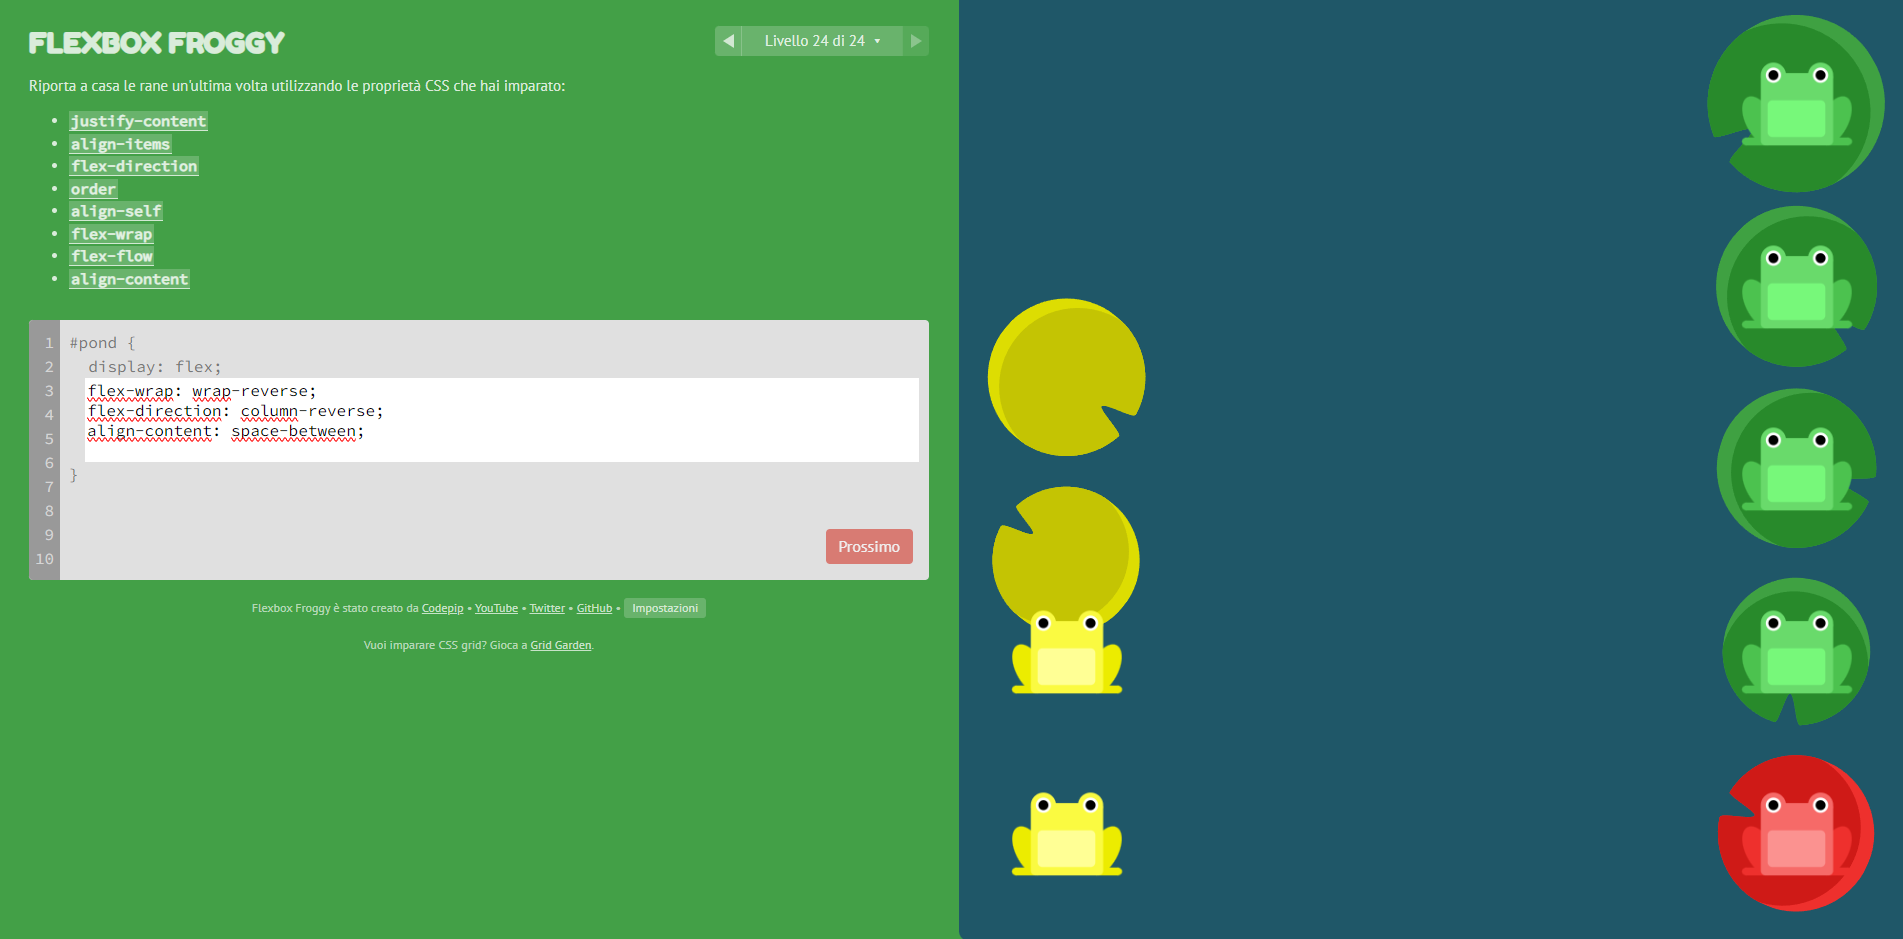 FLEXBOX FROGGY
◀ Livello 24 di 24 ▾ ▶
Riporta a casa le rane un'ultima volta utilizzando le proprietà CSS che hai imparato:
• justify-content
• align-items
• flex-direction
• order
• align-self
• flex-wrap
• flex-flow
• align-content
1 #pond {
2 display: flex;
3 flex-wrap: wrap-reverse;
4 flex-direction: column-reverse;
5 align-content: space-between;
6
7 }
8
9
10
Prossimo
Flexbox Froggy è stato creato da Codepip • YouTube • Twitter • GitHub • Impostazioni
Vuoi imparare CSS grid? Gioca a Grid Garden.